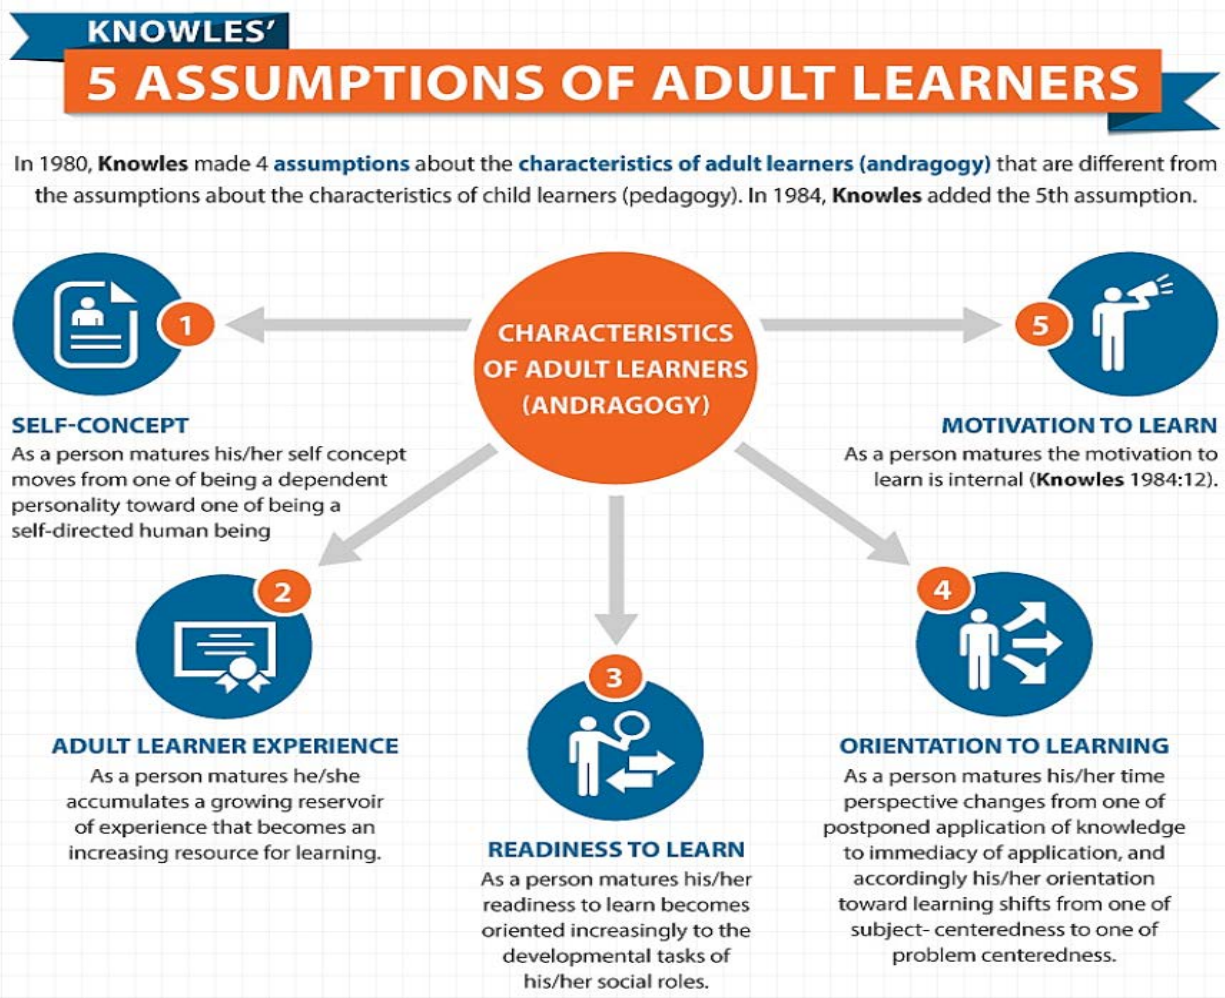 KNOWLES'
5 ASSUMPTIONS OF ADULT LEARNERS
In 1980, Knowles made 4 assumptions about the characteristics of adult learners (andragogy) that are different from
the assumptions about the characteristics of child learners (pedagogy). In 1984, Knowles added the 5th assumption.
CHARACTERISTICS
OF ADULT LEARNERS
(ANDRAGOGY)
1
SELF-CONCEPT
As a person matures his/her self concept
moves from one of being a dependent
personality toward one of being a
self-directed human being
2
ADULT LEARNER EXPERIENCE
As a person matures he/she
accumulates a growing reservoir
of experience that becomes an
increasing resource for learning.
3
READINESS TO LEARN
As a person matures his/her
readiness to learn becomes
oriented increasingly to the
developmental tasks of
his/her social roles.
4
ORIENTATION TO LEARNING
As a person matures his/her time
perspective changes from one of
postponed application of knowledge
to immediacy of application, and
accordingly his/her orientation
toward learning shifts from one of
subject- centeredness to one of
problem centeredness.
5
MOTIVATION TO LEARN
As a person matures the motivation to
learn is internal (Knowles 1984:12).